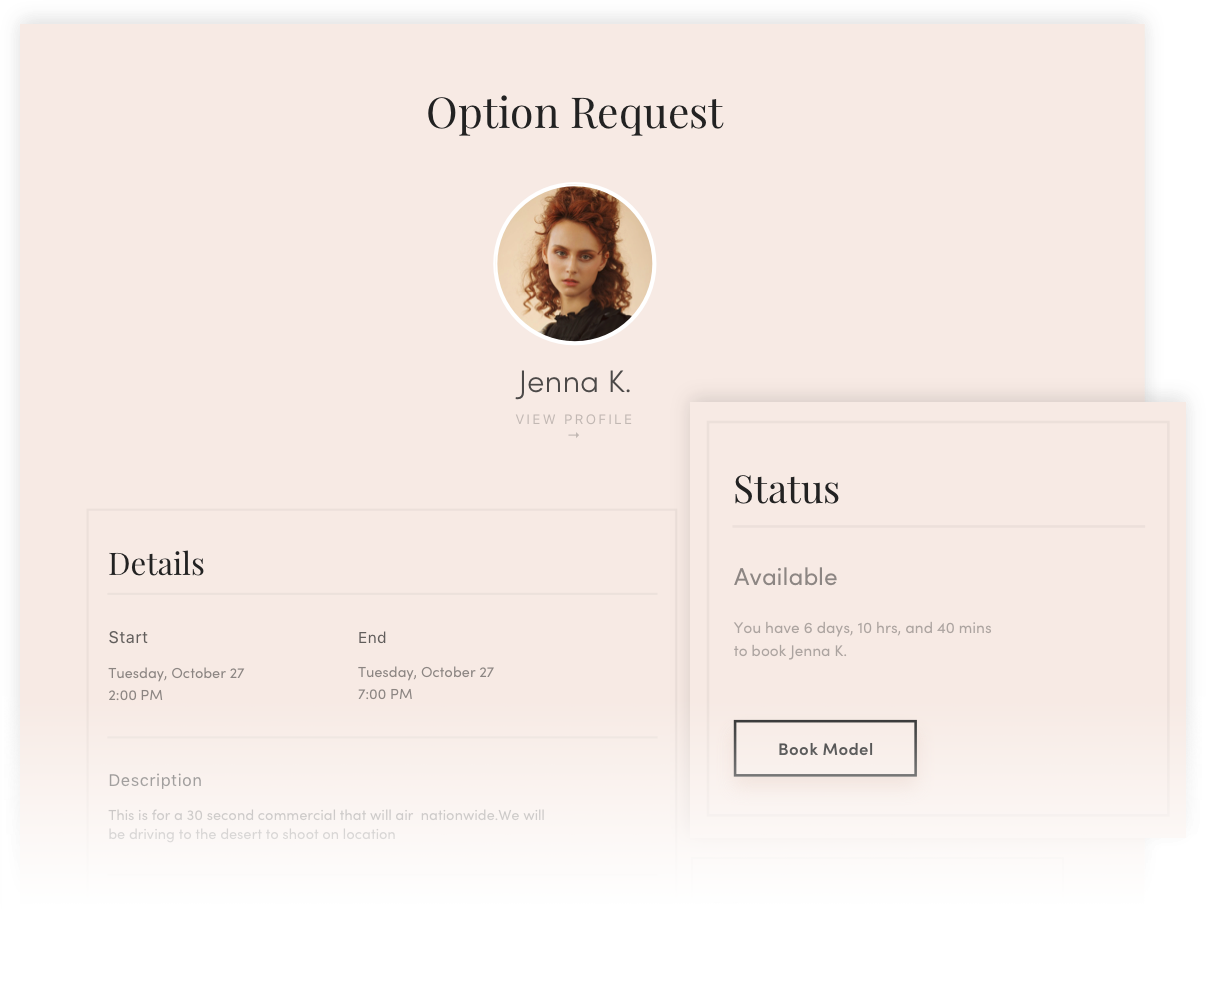 Option Request
Jenna K.
VIEW PROFILE
→
Details
Start
End
Tuesday, October 27
2:00 PM
Tuesday, October 27
7:00 PM
Description
This is for a 30 second commercial that will air  nationwide.We will
be driving to the desert to shoot on location
Status
Available
You have 6 days, 10 hrs, and 40 mins
to book Jenna K.
Book Model